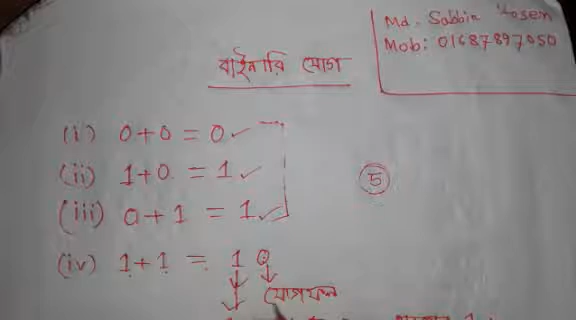 Md. Sabbir Hosen
Mob: 01687897050
বাইনারি যোগ
(i) 0+0 = 0 ✓
(ii) 1+0 = 1 ✓
(iii) 0+1 = 1 ✓
5
(iv) 1+1 = 10
যোগফল